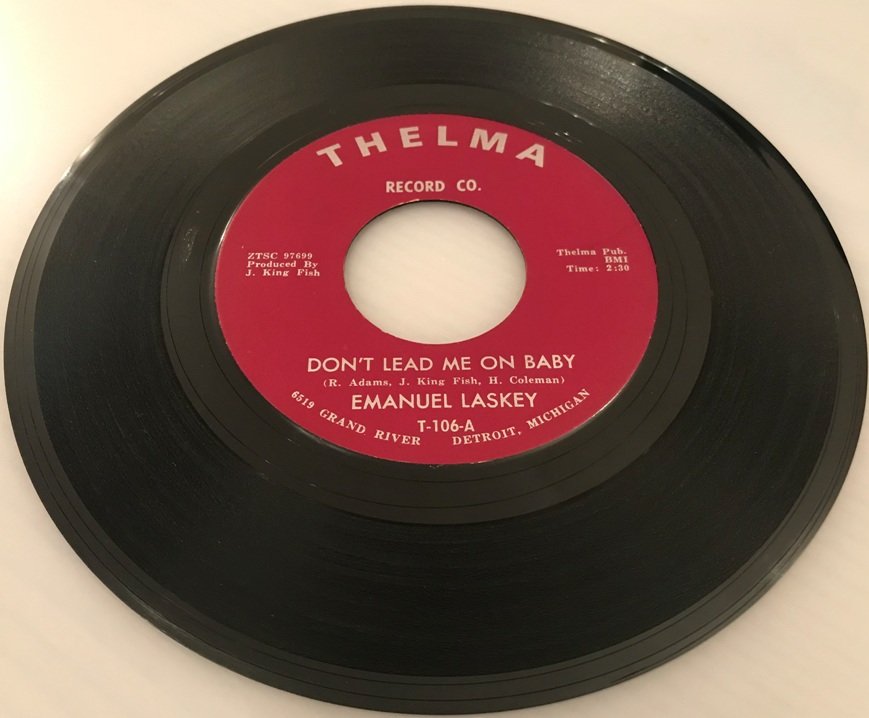 THELMA
RECORD CO.
ZTSC 97699
Produced By
J. King Fish
Thelma Pub.
BMI
Time: 2:30
DON'T LEAD ME ON BABY
(R. Adams, J. King Fish, H. Coleman)
EMANUEL LASKEY
T-106-A
6519 GRAND RIVER DETROIT, MICHIGAN